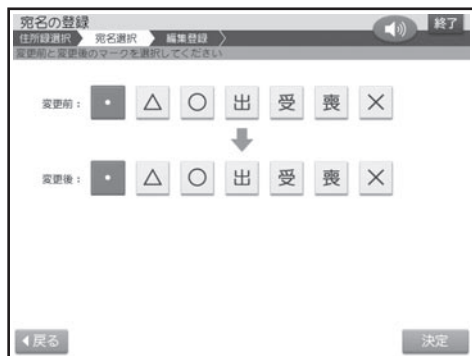 宛名の登録
終了
住所録選択 宛名選択 編集登録
変更前と変更後のマークを選択してください
変更前： ・ △ ○ 出 受 喪 ×
変更後： ・ △ ○ 出 受 喪 ×
戻る 決定